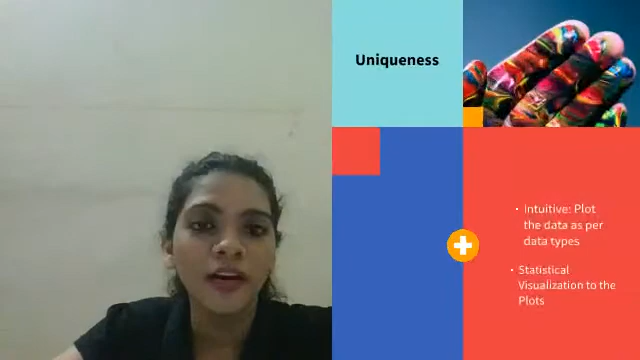 Uniqueness
• Intuitive: Plot
the data as per
data types
• Statistical
Visualization to the
Plots